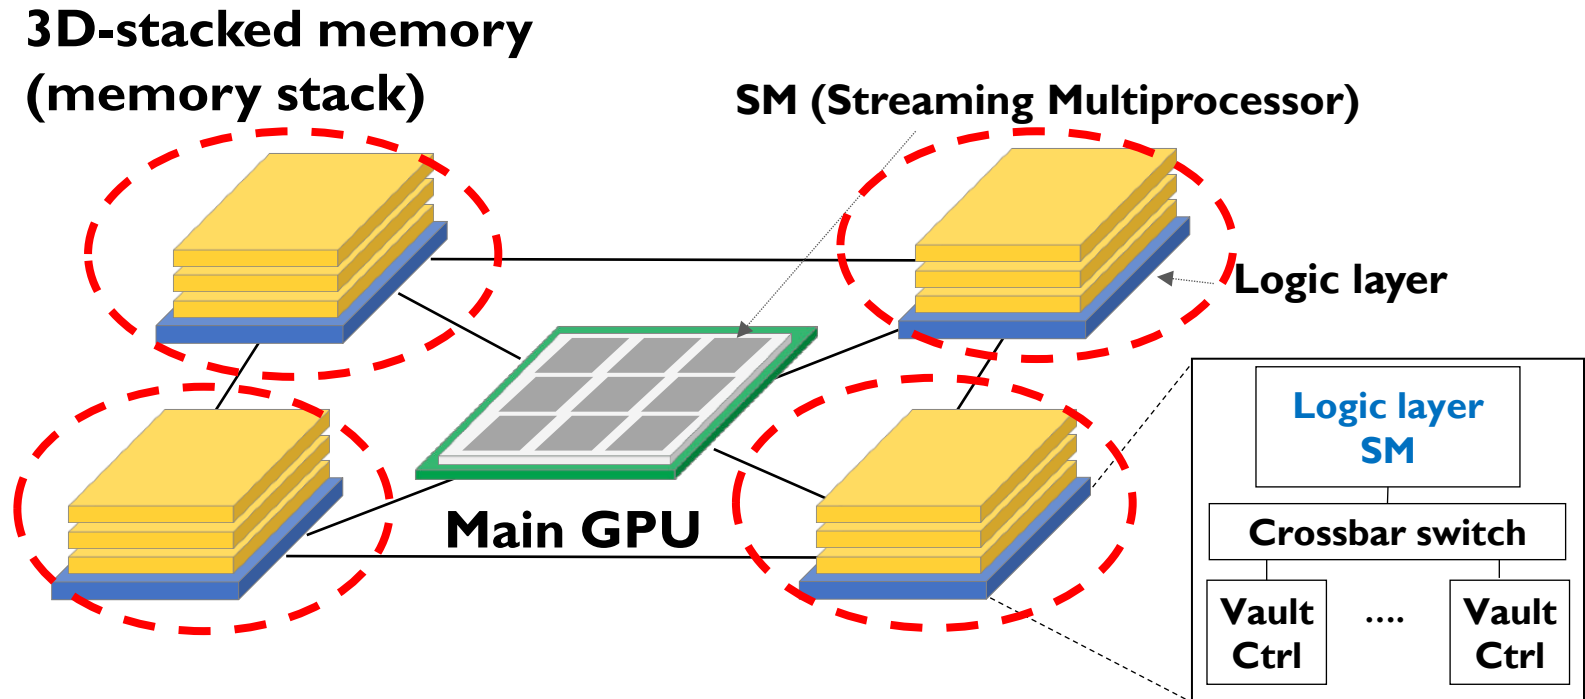 3D-stacked memory
(memory stack)
SM (Streaming Multiprocessor)
Logic layer
Main GPU
Logic layer
SM
Crossbar switch
Vault
Ctrl
....
Vault
Ctrl